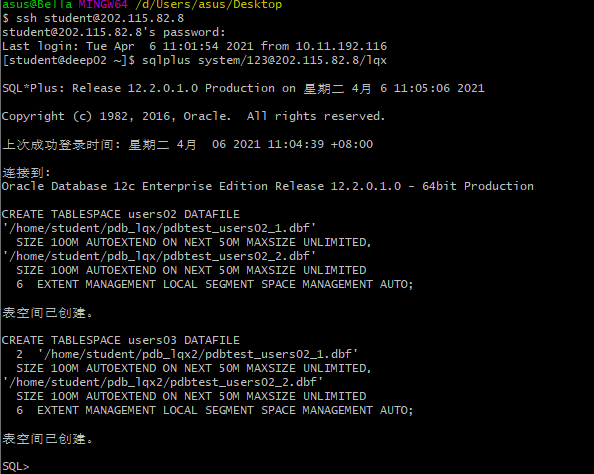 asus@Bella MINGW64 /d/Users/asus/Desktop
$ ssh student@202.115.82.8
student@202.115.82.8's password:
Last login: Tue Apr  6 11:01:54 2021 from 10.11.192.116
[student@deep02 ~]$ sqlplus system/123@202.115.82.8/lqx
SQL*Plus: Release 12.2.0.1.0 Production on 星期二 4月 6 11:05:06 2021
Copyright (c) 1982, 2016, Oracle.  All rights reserved.
上次成功登录时间: 星期二 4月  06 2021 11:04:39 +08:00
连接到:
Oracle Database 12c Enterprise Edition Release 12.2.0.1.0 - 64bit Production
CREATE TABLESPACE users02 DATAFILE
'/home/student/pdb_lqx/pdbtest_users02_1.dbf'
  SIZE 100M AUTOEXTEND ON NEXT 50M MAXSIZE UNLIMITED,
'/home/student/pdb_lqx/pdbtest_users02_2.dbf'
  SIZE 100M AUTOEXTEND ON NEXT 50M MAXSIZE UNLIMITED
  6  EXTENT MANAGEMENT LOCAL SEGMENT SPACE MANAGEMENT AUTO;
表空间已创建。
CREATE TABLESPACE users03 DATAFILE
  2  '/home/student/pdb_lqx2/pdbtest_users02_1.dbf'
  SIZE 100M AUTOEXTEND ON NEXT 50M MAXSIZE UNLIMITED,
'/home/student/pdb_lqx2/pdbtest_users02_2.dbf'
  SIZE 100M AUTOEXTEND ON NEXT 50M MAXSIZE UNLIMITED
  6  EXTENT MANAGEMENT LOCAL SEGMENT SPACE MANAGEMENT AUTO;
表空间已创建。
SQL>